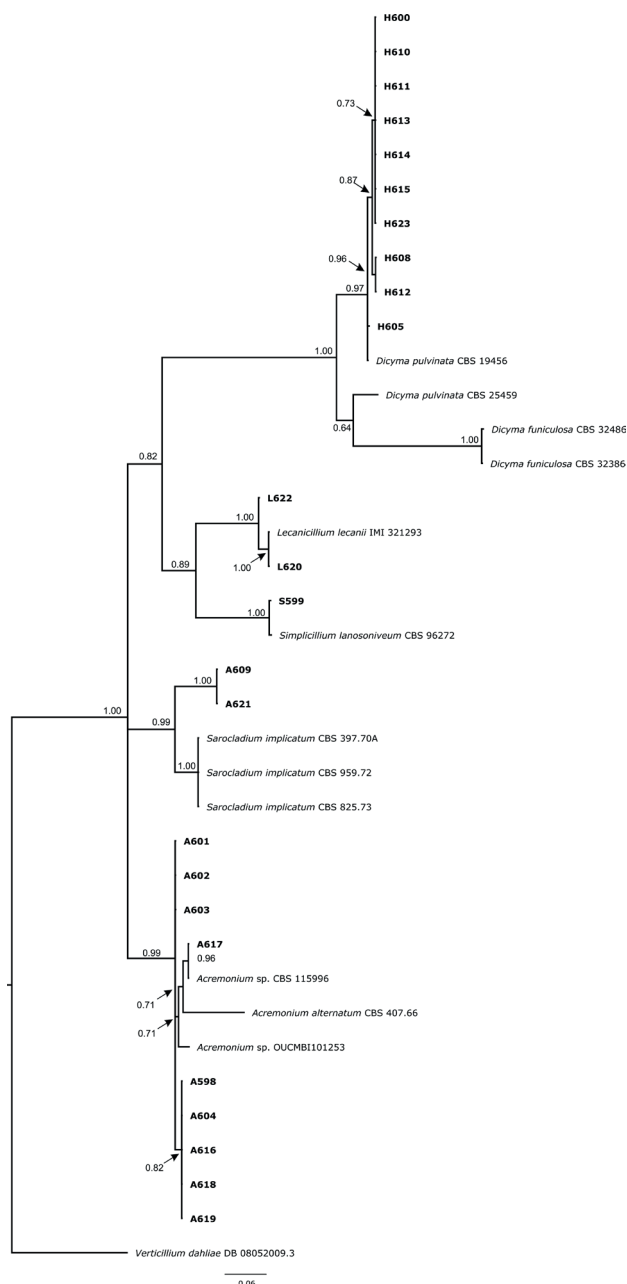 H600
H610
H611
0.73
H613
H614
0.87
H615
H623
0.96
H608
0.97
H612
H605
1.00
Dicyma pulvinata CBS 19456
Dicyma pulvinata CBS 25459
0.64
Dicyma funiculosa CBS 32486
1.00
Dicyma funiculosa CBS 32386
0.82
L622
1.00
Lecanicillium lecanii IMI 321293
1.00
L620
0.89
S599
1.00
Simplicillium lanosoniveum CBS 96272
A609
1.00
A621
1.00
0.99
Sarocladium implicatum CBS 397.70A
1.00
Sarocladium implicatum CBS 959.72
Sarocladium implicatum CBS 825.73
A601
A602
A603
A617
0.99
0.96
Acremonium sp. CBS 115996
0.71
Acremonium alternatum CBS 407.66
0.71
Acremonium sp. OUCMBI101253
A598
A604
A616
0.82
A618
A619
Verticillium dahliae DB 08052009.3
0.06